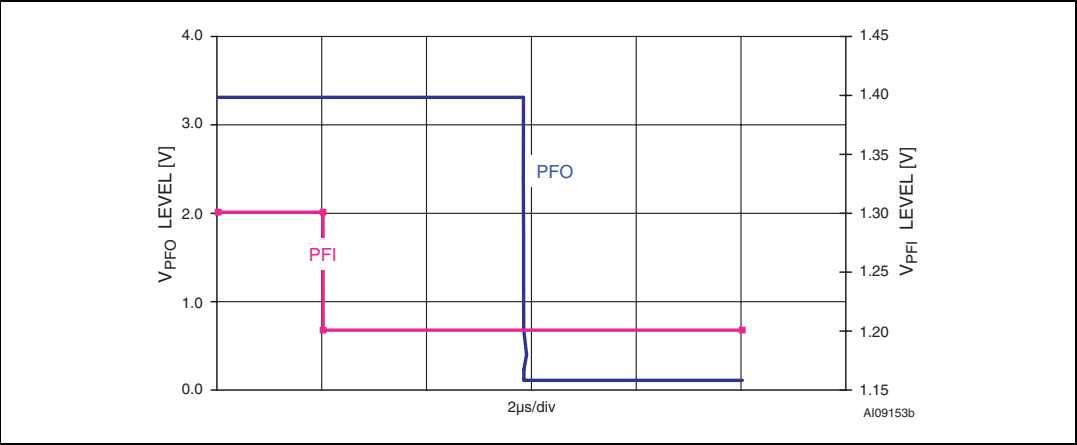 4.0
3.0
2.0
1.0
0.0
VPFO LEVEL [V]
PFO
PFI
1.45
1.40
1.35
1.30
1.25
1.20
1.15
VPFI LEVEL [V]
2µs/div
AI09153b